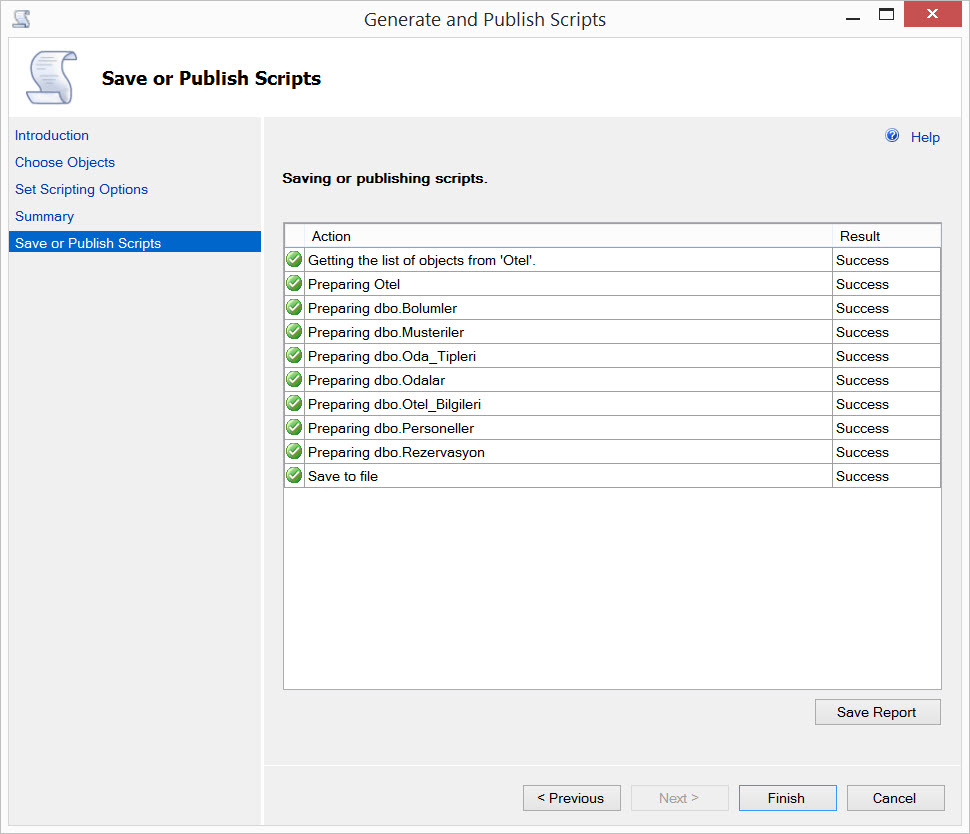 Generate and Publish Scripts
Save or Publish Scripts
Introduction
Choose Objects
Set Scripting Options
Summary
Save or Publish Scripts
Help
Saving or publishing scripts.
Action Result
Getting the list of objects from 'Otel'. Success
Preparing Otel Success
Preparing dbo.Bolumler Success
Preparing dbo.Musteriler Success
Preparing dbo.Oda_Tipleri Success
Preparing dbo.Odalar Success
Preparing dbo.Otel_Bilgileri Success
Preparing dbo.Personeller Success
Preparing dbo.Rezervasyon Success
Save to file Success
Save Report
< Previous Next > Finish Cancel